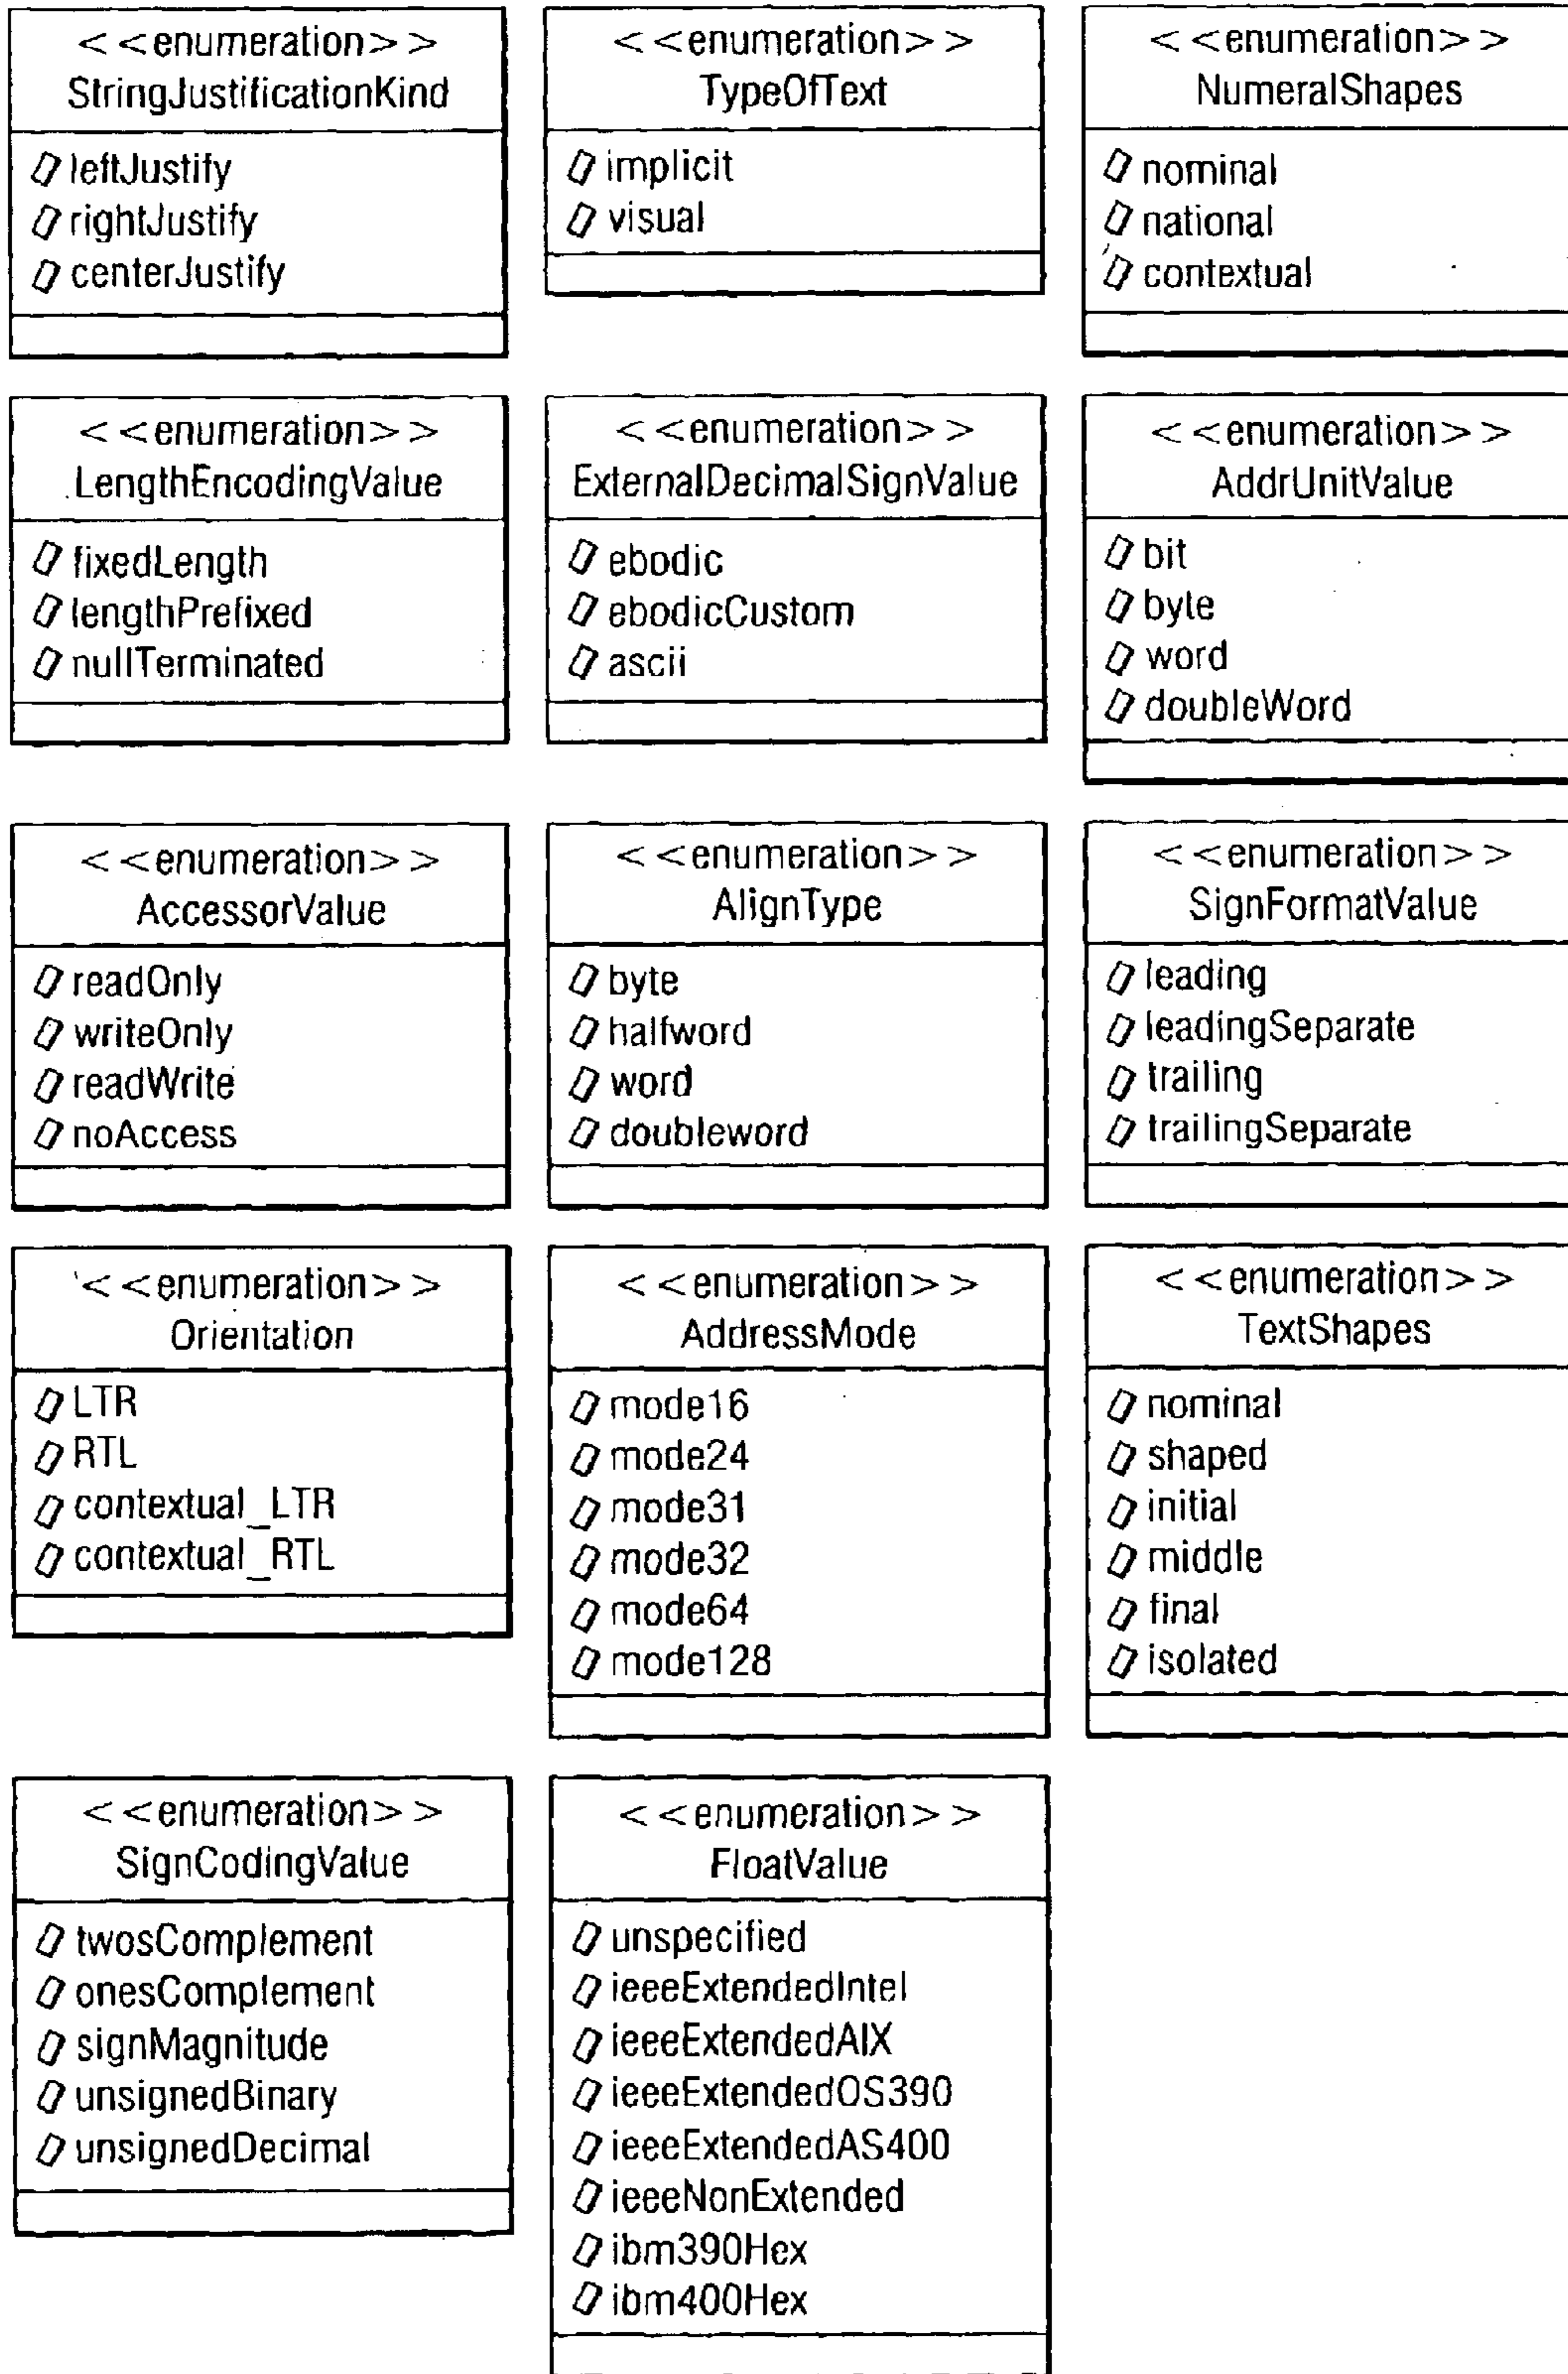 < <enumeration> >
StringJustificationKind
leftJustify
rightJustify
centerJustify
< <enumeration> >
TypeOfText
implicit
visual
< <enumeration> >
NumeralShapes
nominal
national
contextual
< <enumeration> >
LengthEncodingValue
fixedLength
lengthPrefixed
nullTerminated
< <enumeration> >
ExternalDecimalSignValue
ebodic
ebodicCustom
ascii
< <enumeration> >
AddrUnitValue
bit
byte
word
doubleWord
< <enumeration> >
AccessorValue
readOnly
writeOnly
readWrite
noAccess
< <enumeration> >
AlignType
byte
halfword
word
doubleword
< <enumeration> >
SignFormatValue
leading
leadingSeparate
trailing
trailingSeparate
< <enumeration> >
Orientation
LTR
RTL
contextual_LTR
contextual_RTL
< <enumeration> >
AddressMode
mode16
mode24
mode31
mode32
mode64
mode128
< <enumeration> >
TextShapes
nominal
shaped
initial
middle
final
isolated
< <enumeration> >
SignCodingValue
twosComplement
onesComplement
signMagnitude
unsignedBinary
unsignedDecimal
< <enumeration> >
FloatValue
unspecified
ieeeExtendedIntel
ieeeExtendedAIX
ieeeExtendedOS390
ieeeExtendedAS400
ieeeNonExtended
ibm390Hex
ibm400Hex